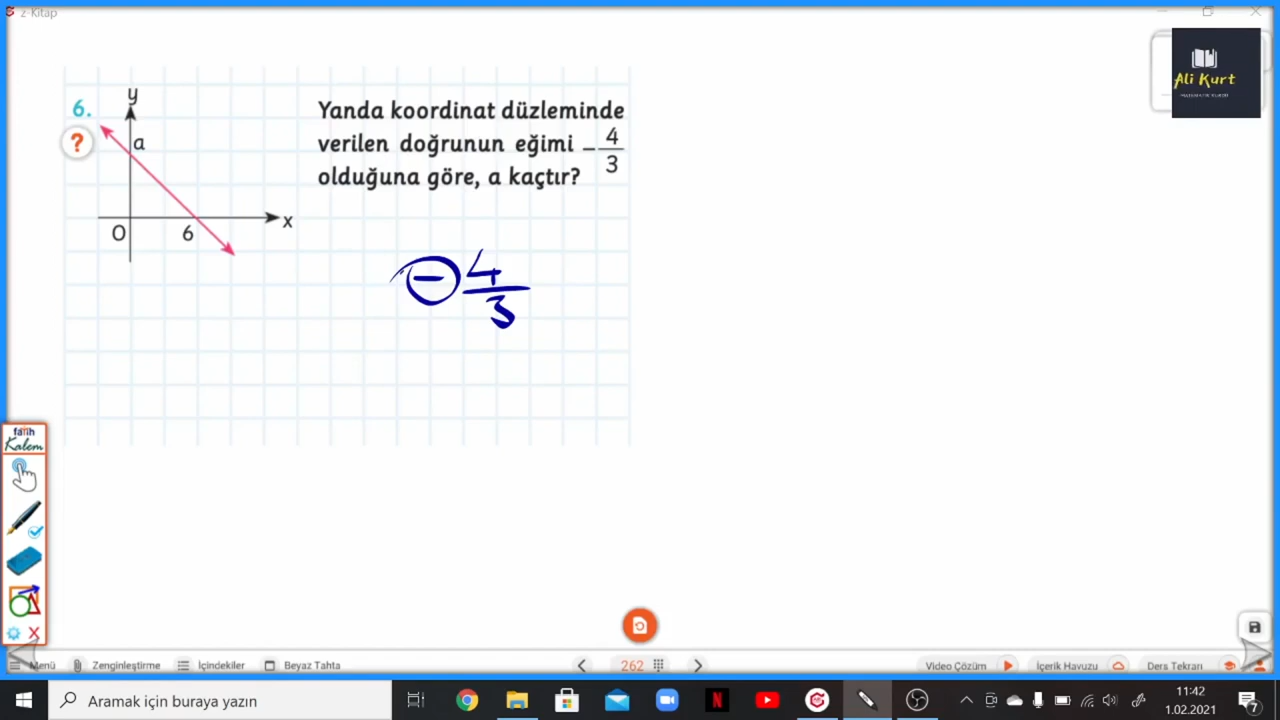 z-Kitap
Ali Kurt
6.
?
y
a
O
6
x
Yanda koordinat düzleminde
verilen doğrunun eğimi −4/3
olduğuna göre, a kaçtır?
− 4/3
fatih
Kalem
Menü
Zenginleştirme
İçindekiler
Beyaz Tahta
262
Video Çözüm
İçerik Havuzu
Ders Tekrarı
Aramak için buraya yazın
11:42
1.02.2021
7